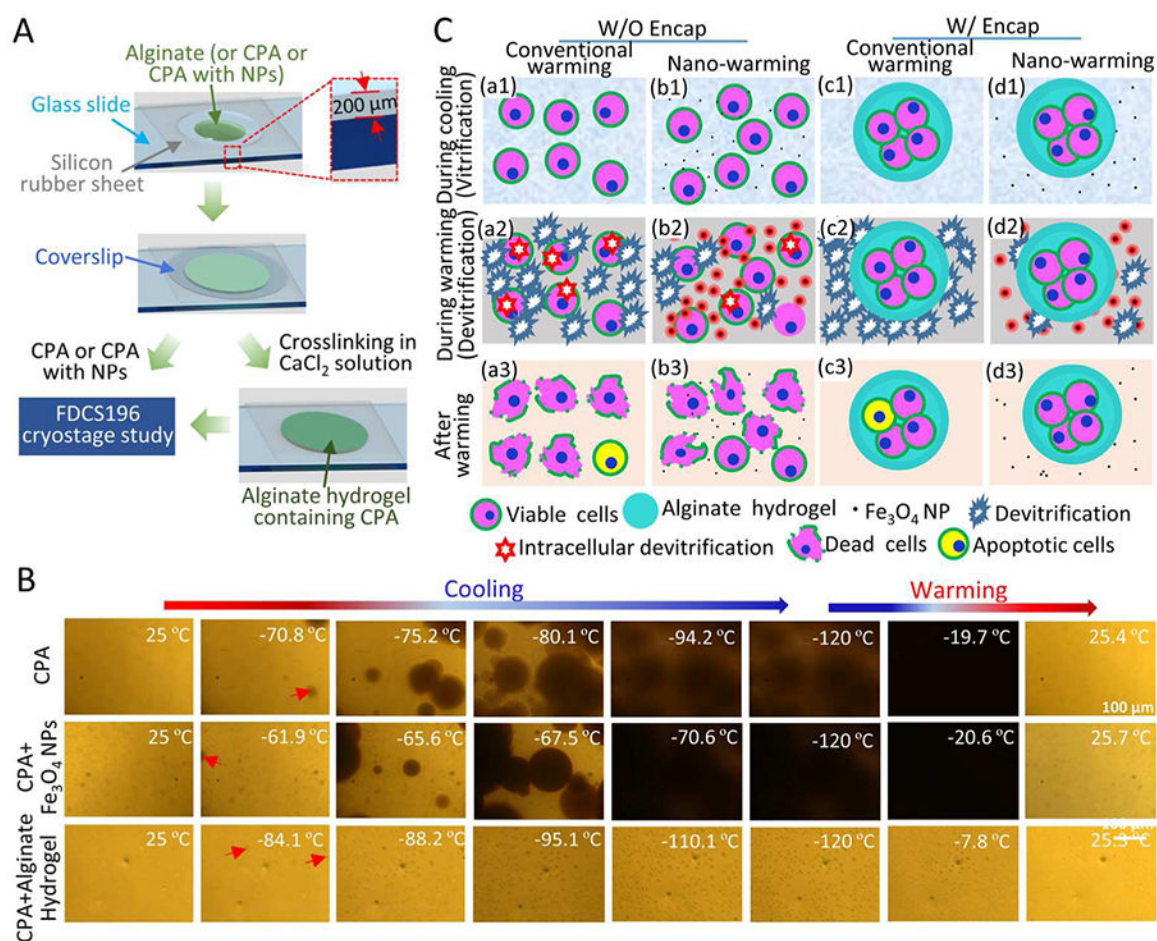 A
Alginate (or CPA or
CPA with NPs)
Glass slide
Silicon
rubber sheet
200 μm
Coverslip
CPA or CPA
with NPs
Crosslinking in
CaCl₂ solution
FDCS196
cryostage study
Alginate hydrogel
containing CPA
C
W/O Encap
W/ Encap
Conventional
warming
Nano-warming
Conventional
warming
Nano-warming
During cooling
(Vitrification)
(a1)
(b1)
(c1)
(d1)
During warming
(Devitrification)
(a2)
(b2)
(c2)
(d2)
After
warming
(a3)
(b3)
(c3)
(d3)
Viable cells
Alginate hydrogel
Fe₃O₄ NP
Devitrification
Intracellular devitrification
Dead cells
Apoptotic cells
B
Cooling
Warming
CPA
25 °C
-70.8 °C
-75.2 °C
-80.1 °C
-94.2 °C
-120 °C
-19.7 °C
25.4 °C
100 μm
CPA+
Fe₃O₄ NPs
25 °C
-61.9 °C
-65.6 °C
-67.5 °C
-70.6 °C
-120 °C
-20.6 °C
25.7 °C
CPA+Alginate
Hydrogel
25 °C
-84.1 °C
-88.2 °C
-95.1 °C
-110.1 °C
-120 °C
-7.8 °C
25.3 °C